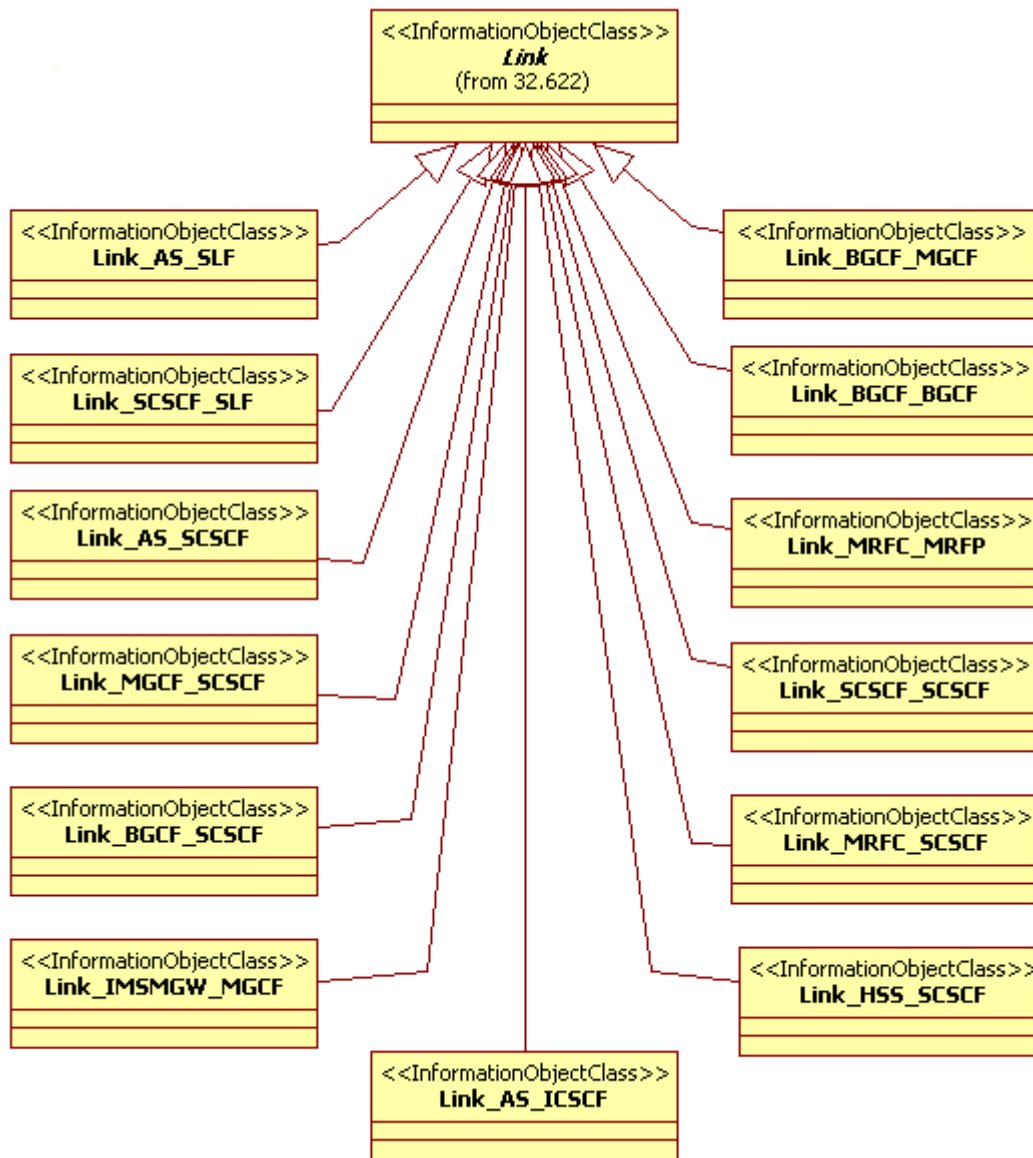 <<InformationObjectClass>>
Link
(from 32.622)
<<InformationObjectClass>>
Link_AS_SLF
<<InformationObjectClass>>
Link_BGCF_MGCF
<<InformationObjectClass>>
Link_SCSCF_SLF
<<InformationObjectClass>>
Link_BGCF_BGCF
<<InformationObjectClass>>
Link_AS_SCSCF
<<InformationObjectClass>>
Link_MRFC_MRFP
<<InformationObjectClass>>
Link_MGCF_SCSCF
<<InformationObjectClass>>
Link_SCSCF_SCSCF
<<InformationObjectClass>>
Link_BGCF_SCSCF
<<InformationObjectClass>>
Link_MRFC_SCSCF
<<InformationObjectClass>>
Link_IMSMGW_MGCF
<<InformationObjectClass>>
Link_HSS_SCSCF
<<InformationObjectClass>>
Link_AS_ICSCF